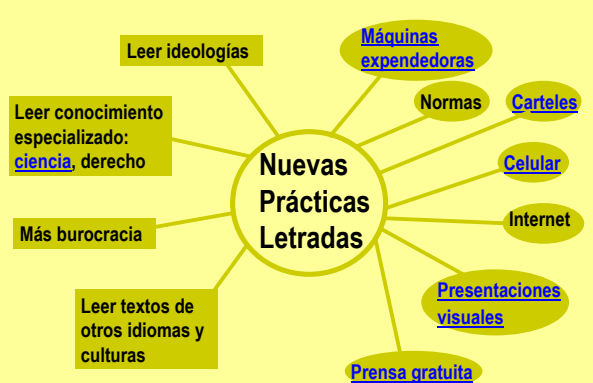 Leer ideologías
Leer conocimiento
especializado:
ciencia, derecho
Más burocracia
Leer textos de
otros idiomas y
culturas
Nuevas
Prácticas
Letradas
Máquinas
expendedoras
Normas
Carteles
Celular
Internet
Presentaciones
visuales
Prensa gratuita